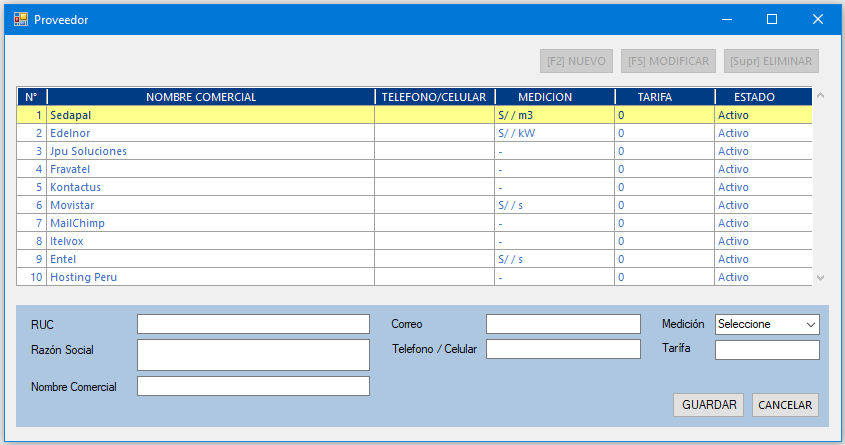 Proveedor
[F2] NUEVO [F5] MODIFICAR [Supr] ELIMINAR
N° NOMBRE COMERCIAL TELEFONO/CELULAR MEDICION TARIFA ESTADO
1 Sedapal S/ / m3 0 Activo
2 Edelnor S/ / kW 0 Activo
3 Jpu Soluciones - 0 Activo
4 Fravatel - 0 Activo
5 Kontactus - 0 Activo
6 Movistar S/ / s 0 Activo
7 MailChimp - 0 Activo
8 Itelvox - 0 Activo
9 Entel S/ / s 0 Activo
10 Hosting Peru - 0 Activo
RUC Correo Medición Seleccione
Razón Social Telefono / Celular Tarífa
Nombre Comercial
GUARDAR CANCELAR